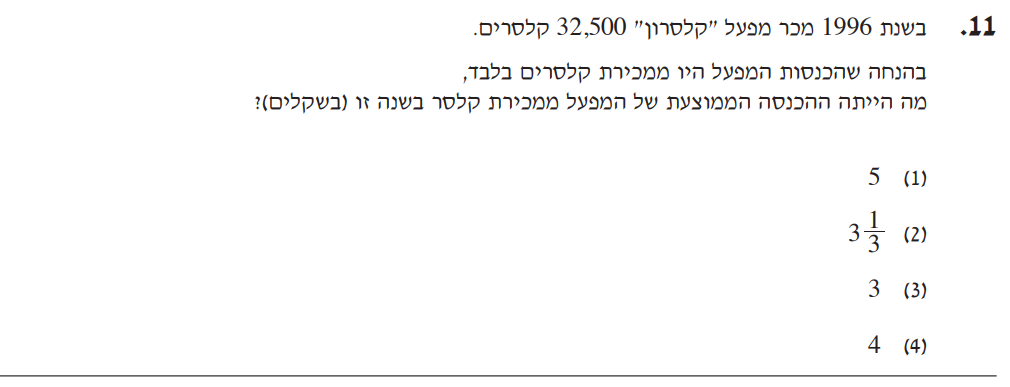 11. בשנת 1996 מכר מפעל "קלסרון" 32,500 קלסרים.
בהנחה שהכנסות המפעל היו ממכירת קלסרים בלבד,
מה הייתה ההכנסה הממוצעת של המפעל ממכירת קלסר בשנה זו (בשקלים)?
(1) 5
(2) 3 1/3
(3) 3
(4) 4